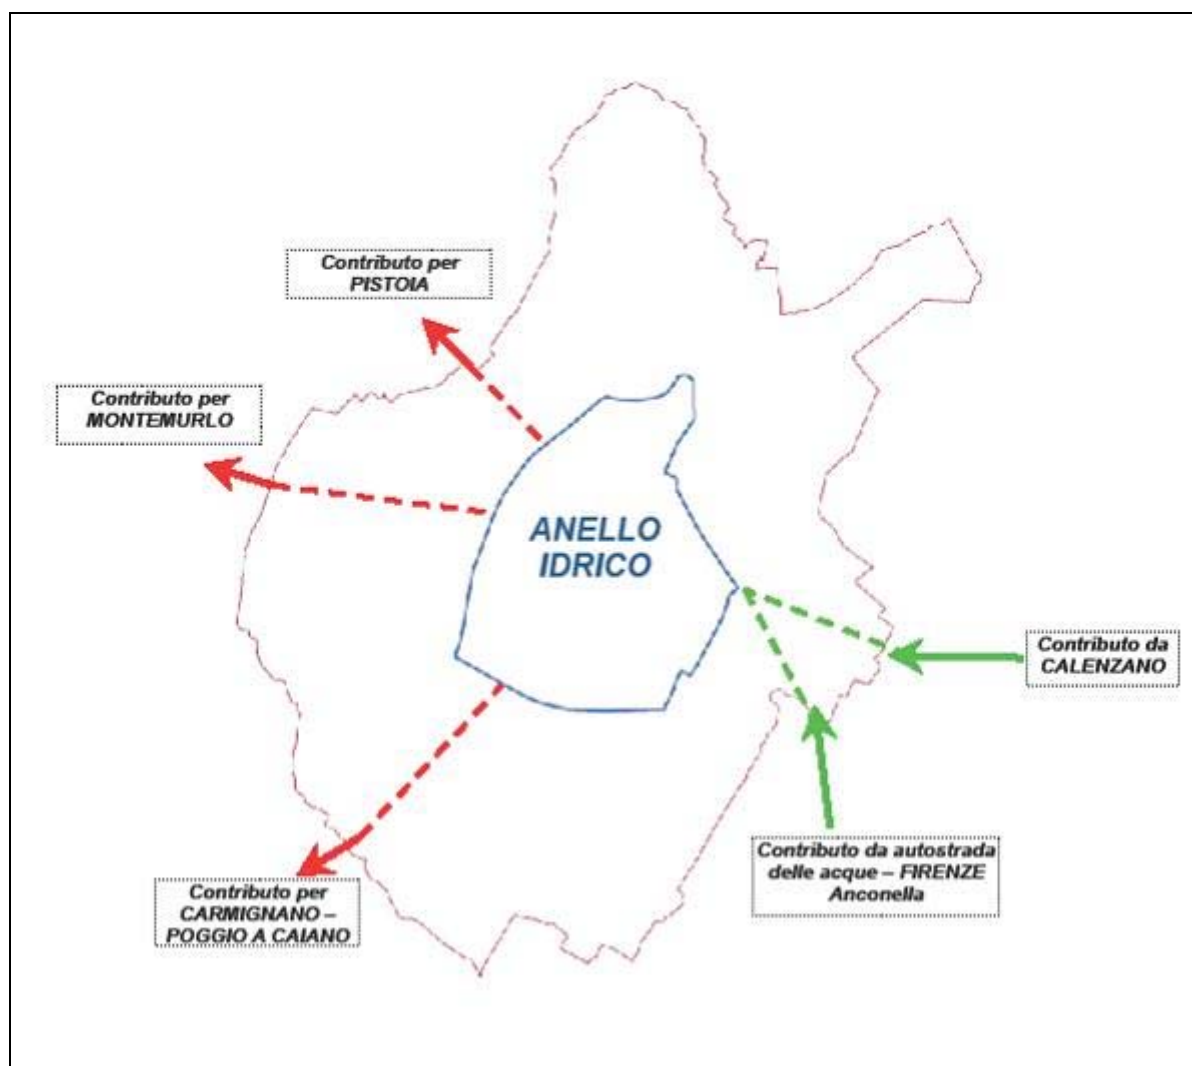 Contributo per
PISTOIA
Contributo per
MONTEMURLO
ANELLO
IDRICO
Contributo da
CALENZANO
Contributo da autostrada
delle acque – FIRENZE
Anconella
Contributo per
CARMIGNANO –
POGGIO A CAIANO